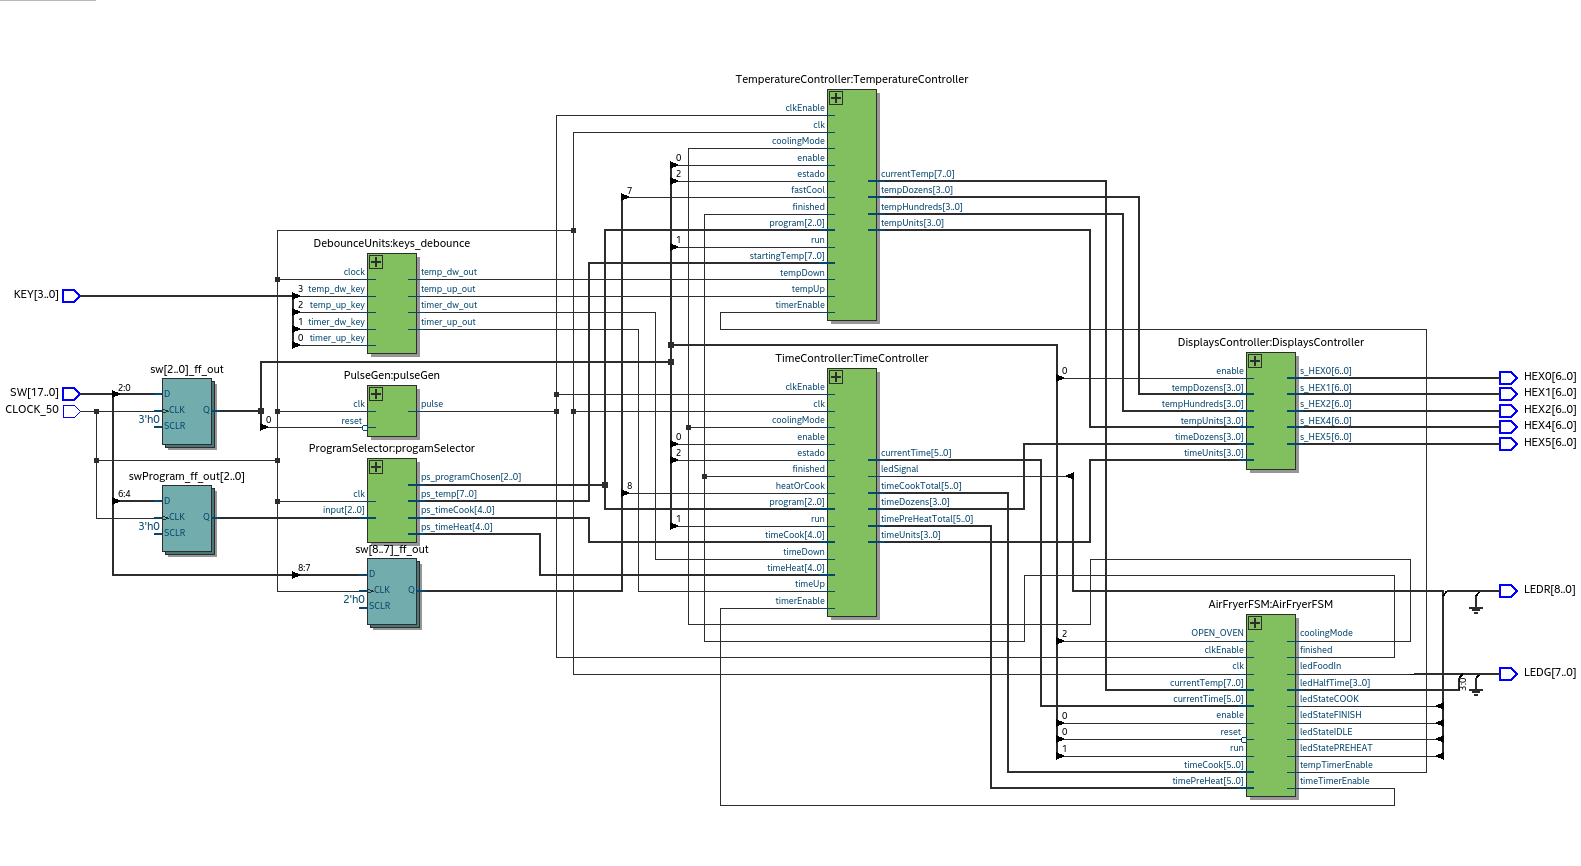 TemperatureController:TemperatureController
clkEnable
clk
coolingMode
0 enable
2 estado
7 fastCool
finished
program[2..0]
1 run
startingTemp[7..0]
tempDown
tempUp
timerEnable
currentTemp[7..0]
tempDozens[3..0]
tempHundreds[3..0]
tempUnits[3..0]
DebounceUnits:keys_debounce
clock
3 temp_dw_key
2 temp_up_key
1 timer_dw_key
0 timer_up_key
temp_dw_out
temp_up_out
timer_dw_out
timer_up_out
KEY[3..0]
SW[17..0]
CLOCK_50
sw[2..0]_ff_out
2:0
D
CLK
3'h0 SCLR
Q
PulseGen:pulseGen
clk
0 reset
pulse
ProgramSelector:progamSelector
clk
input[2..0]
ps_programChosen[2..0]
ps_temp[7..0]
ps_timeCook[4..0]
ps_timeHeat[4..0]
swProgram_ff_out[2..0]
6:4
D
CLK
3'h0 SCLR
Q
sw[8..7]_ff_out
8:7
D
CLK
2'h0 SCLR
Q
TimeController:TimeController
clkEnable
clk
coolingMode
0 enable
2 estado
finished
8 heatOrCook
program[2..0]
1 run
timeCook[4..0]
timeDown
timeHeat[4..0]
timeUp
timerEnable
currentTime[5..0]
ledSignal
timeCookTotal[5..0]
timeDozens[3..0]
timePreHeatTotal[5..0]
timeUnits[3..0]
DisplaysController:DisplaysController
0 enable
tempDozens[3..0]
tempHundreds[3..0]
tempUnits[3..0]
timeDozens[3..0]
timeUnits[3..0]
s_HEX0[6..0]
s_HEX1[6..0]
s_HEX2[6..0]
s_HEX4[6..0]
s_HEX5[6..0]
HEX0[6..0]
HEX1[6..0]
HEX2[6..0]
HEX4[6..0]
HEX5[6..0]
AirFryerFSM:AirFryerFSM
2 OPEN_OVEN
clkEnable
clk
currentTemp[7..0]
currentTime[5..0]
0 enable
0 reset
1 run
timeCook[5..0]
timePreHeat[5..0]
coolingMode
finished
ledFoodIn
ledHalfTime[3..0]
ledStateCOOK
ledStateFINISH
ledStateIDLE
ledStatePREHEAT
tempTimerEnable
timeTimerEnable
3:0
LEDR[8..0]
LEDG[7..0]